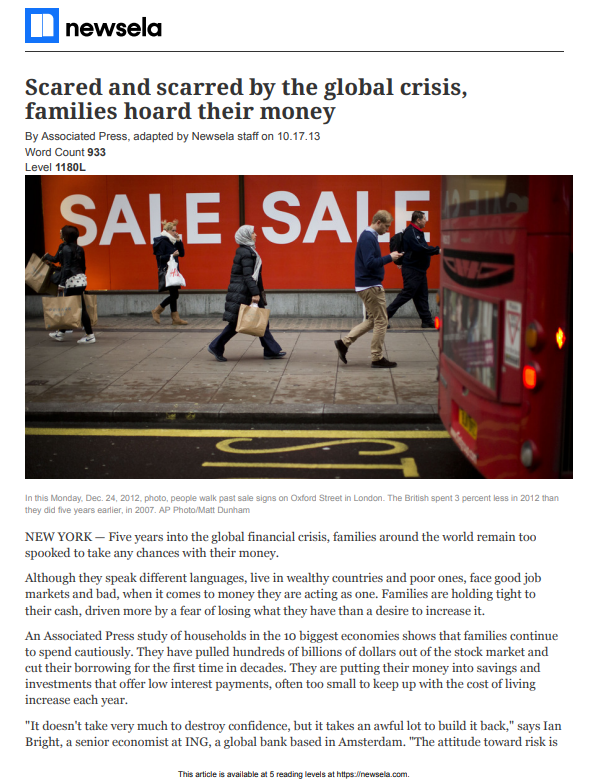 newsela
Scared and scarred by the global crisis,
families hoard their money
By Associated Press, adapted by Newsela staff on 10.17.13
Word Count 933
Level 1180L
SALE SALE
In this Monday, Dec. 24, 2012, photo, people walk past sale signs on Oxford Street in London. The British spent 3 percent less in 2012 than
they did five years earlier, in 2007. AP Photo/Matt Dunham
NEW YORK — Five years into the global financial crisis, families around the world remain too
spooked to take any chances with their money.
Although they speak different languages, live in wealthy countries and poor ones, face good job
markets and bad, when it comes to money they are acting as one. Families are holding tight to
their cash, driven more by a fear of losing what they have than a desire to increase it.
An Associated Press study of households in the 10 biggest economies shows that families continue
to spend cautiously. They have pulled hundreds of billions of dollars out of the stock market and
cut their borrowing for the first time in decades. They are putting their money into savings and
investments that offer low interest payments, often too small to keep up with the cost of living
increase each year.
"It doesn't take very much to destroy confidence, but it takes an awful lot to build it back," says Ian
Bright, a senior economist at ING, a global bank based in Amsterdam. "The attitude toward risk is
This article is available at 5 reading levels at https://newsela.com.